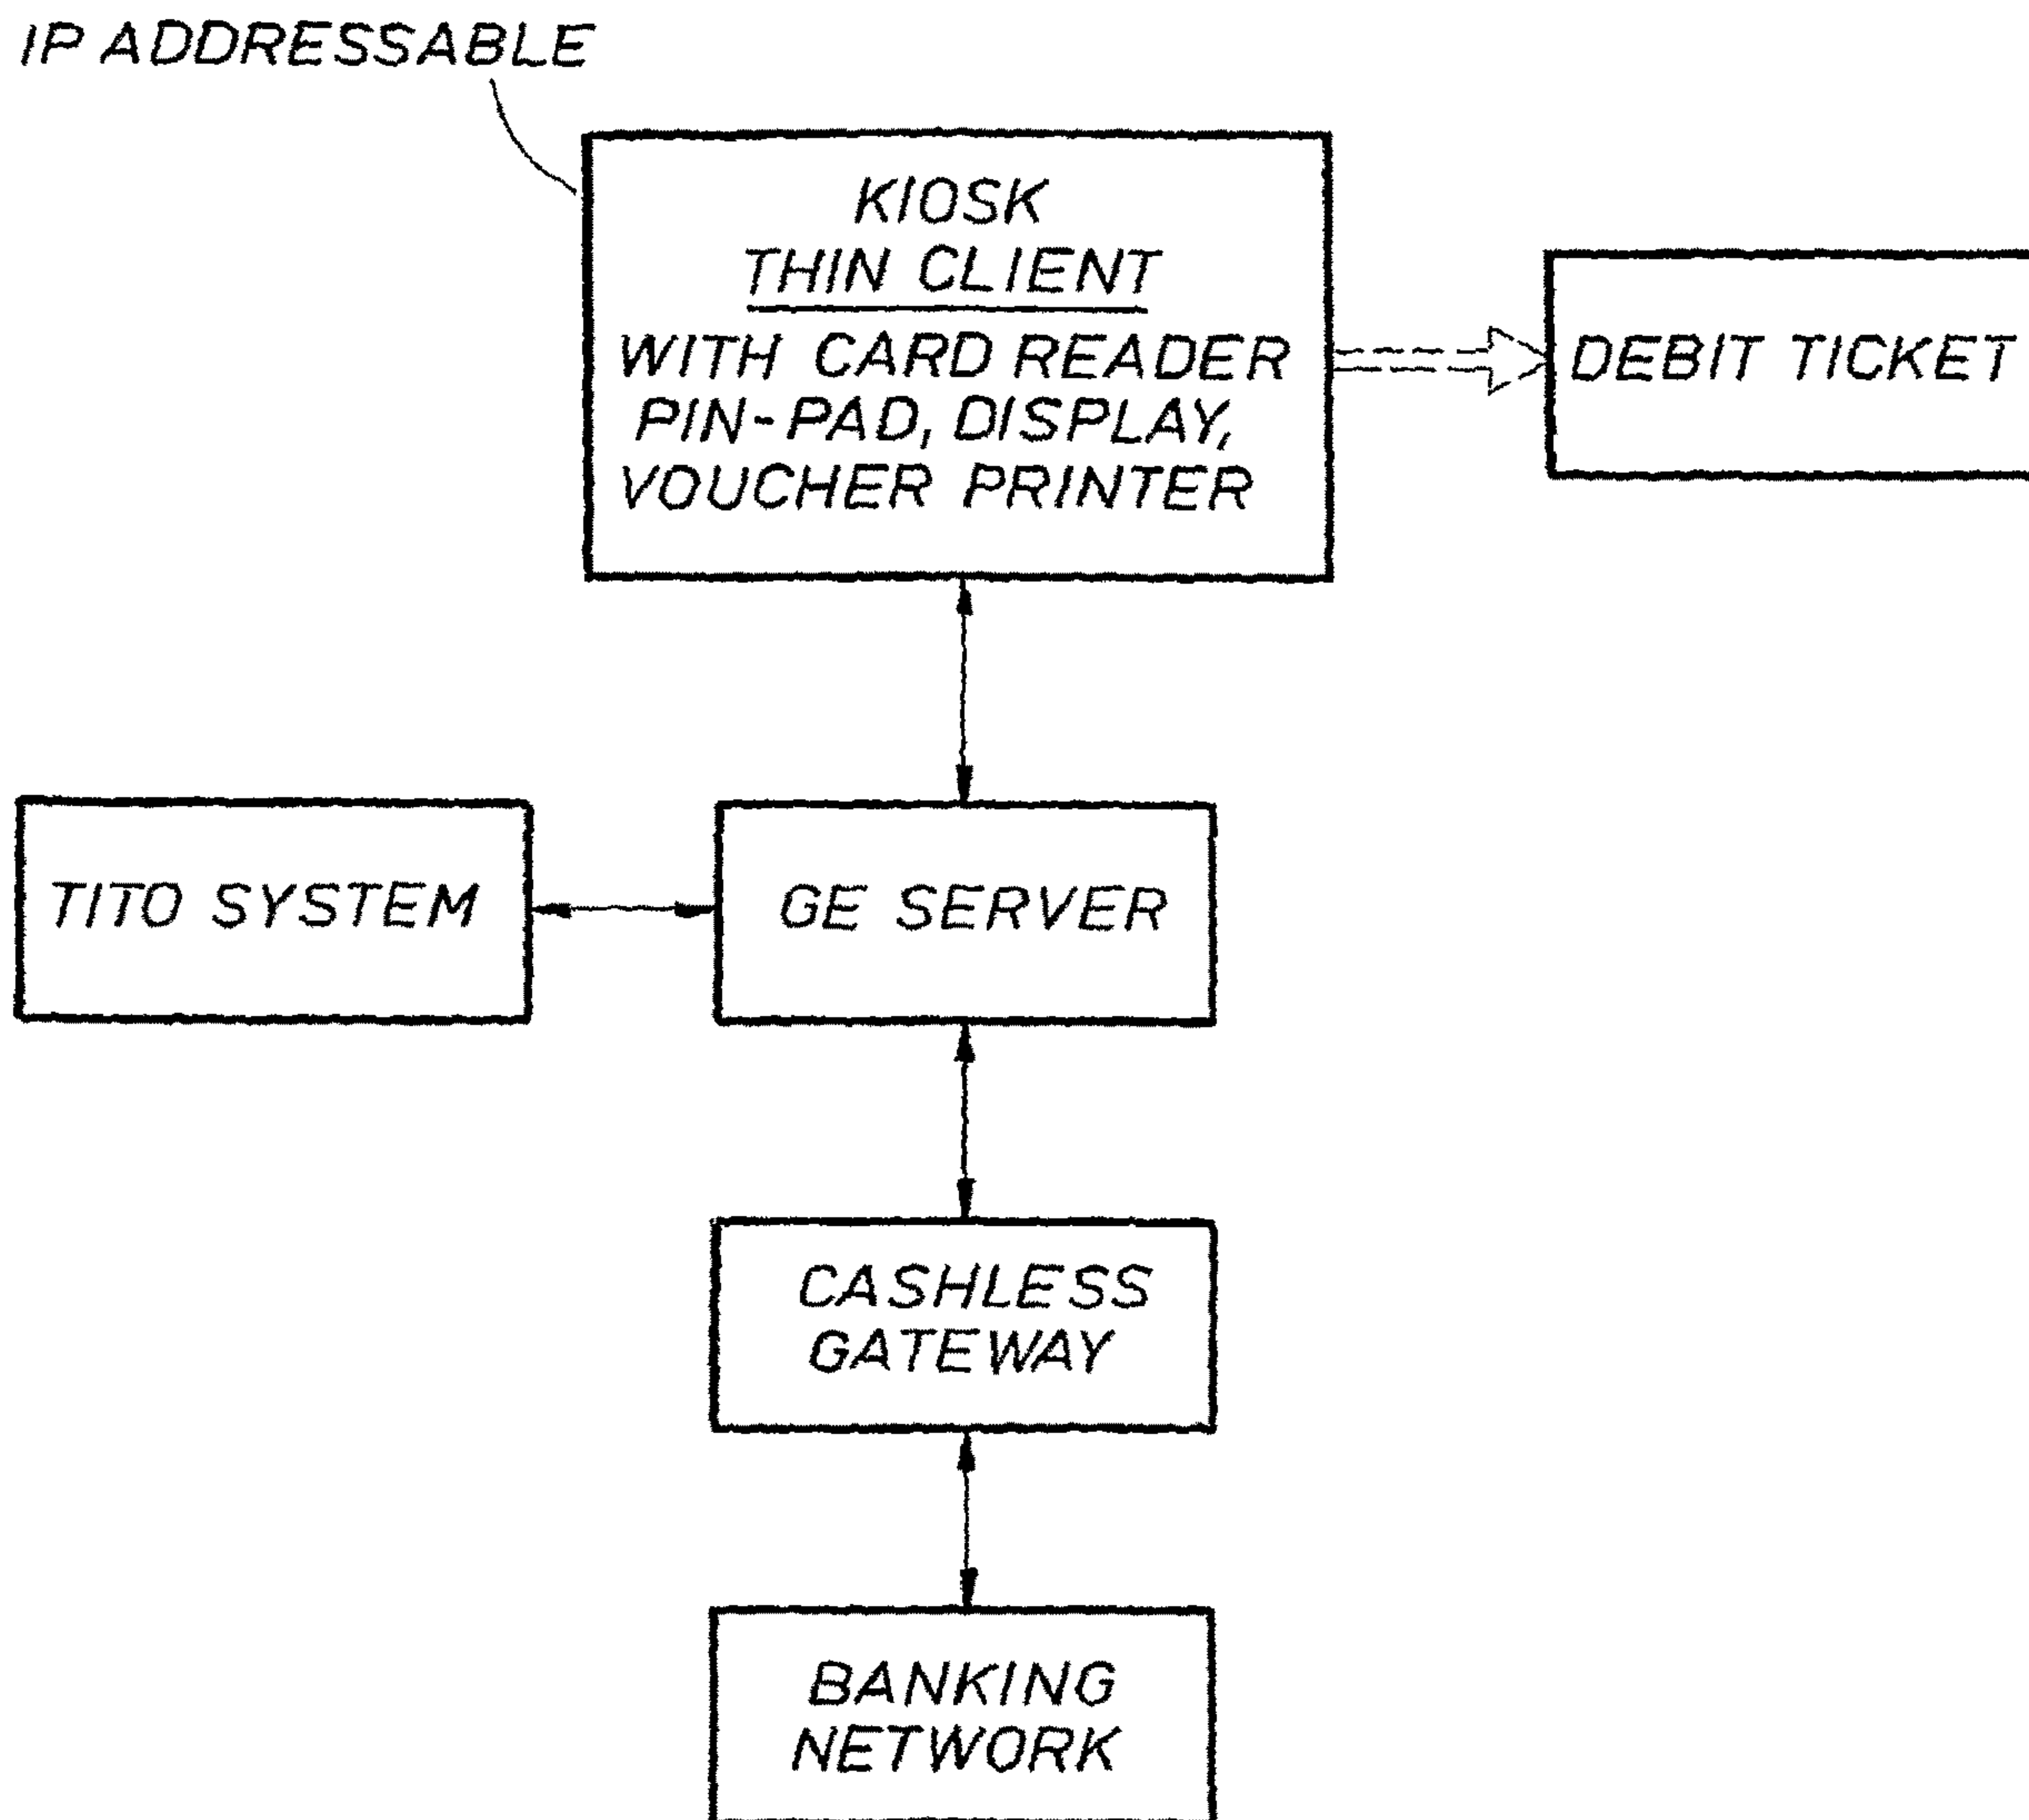 IP ADDRESSABLE
KIOSK
THIN CLIENT
WITH CARD READER
PIN-PAD, DISPLAY,
VOUCHER PRINTER
DEBIT TICKET
TITO SYSTEM
GE SERVER
CASHLESS
GATEWAY
BANKING
NETWORK